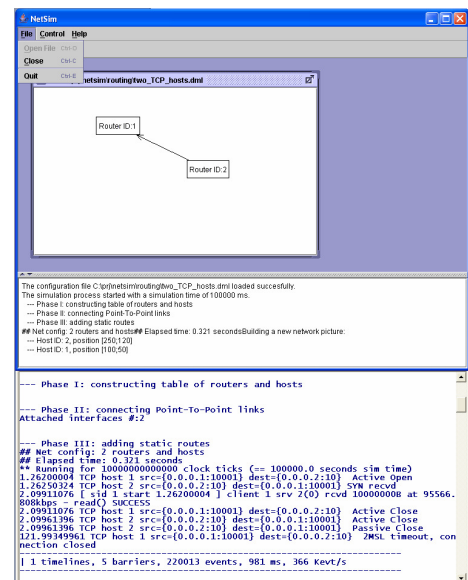 NetSim
File Control Help
Open File Ctrl-O
Close Ctrl-C
Quit Ctrl-E
netsim\routing\two_TCP_hosts.dml
Router ID:1
Router ID:2
The configuration file C:\prj\netsim\routing\two_TCP_hosts.dml loaded succesfully.
The simulation process started with a simulation time of 100000 ms.
--- Phase I: constructing table of routers and hosts
--- Phase II: connecting Point-To-Point links
--- Phase III: adding static routes
## Net config: 2 routers and hosts## Elapsed time: 0.321 secondsBuilding a new network picture:
--- Host ID: 2, position [250;120]
--- Host ID: 1, position [100;50]
--- Phase I: constructing table of routers and hosts
--- Phase II: connecting Point-To-Point links
Attached interfaces #:2
--- Phase III: adding static routes
## Net config: 2 routers and hosts
## Elapsed time: 0.321 seconds
** Running for 10000000000000 clock ticks (== 100000.0 seconds sim time)
1.26200004 TCP host 1 src={0.0.0.1:10001} dest={0.0.0.2:10} Active Open
1.26250324 TCP host 2 src={0.0.0.2:10} dest={0.0.0.1:10001} SYN recvd
2.09911076 [ sid 1 start 1.26200004 ] client 1 srv 2(0) rcvd 10000000B at 95566.
808kbps - read() SUCCESS
2.09911076 TCP host 1 src={0.0.0.1:10001} dest={0.0.0.2:10} Active Close
2.09961396 TCP host 2 src={0.0.0.2:10} dest={0.0.0.1:10001} Active Close
2.09961396 TCP host 2 src={0.0.0.2:10} dest={0.0.0.1:10001} Passive Close
121.99349961 TCP host 1 src={0.0.0.1:10001} dest={0.0.0.2:10} 2MSL timeout, con
nection closed
| 1 timelines, 5 barriers, 220013 events, 981 ms, 366 Kevt/s